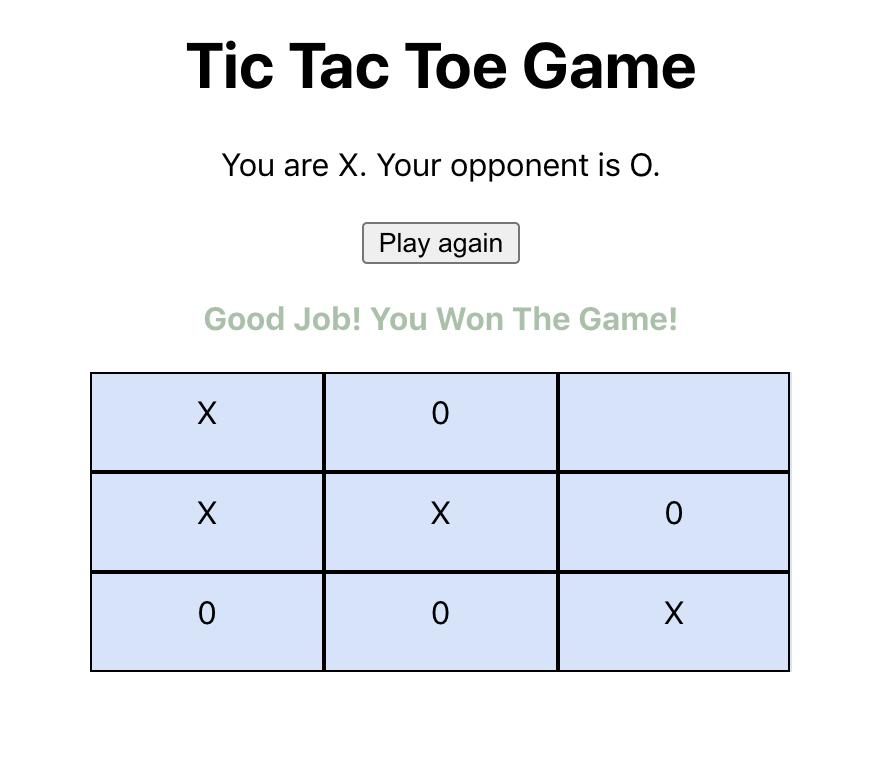 Tic Tac Toe Game
You are X. Your opponent is O.
Play again
Good Job! You Won The Game!
X 0
X X 0
0 0 X